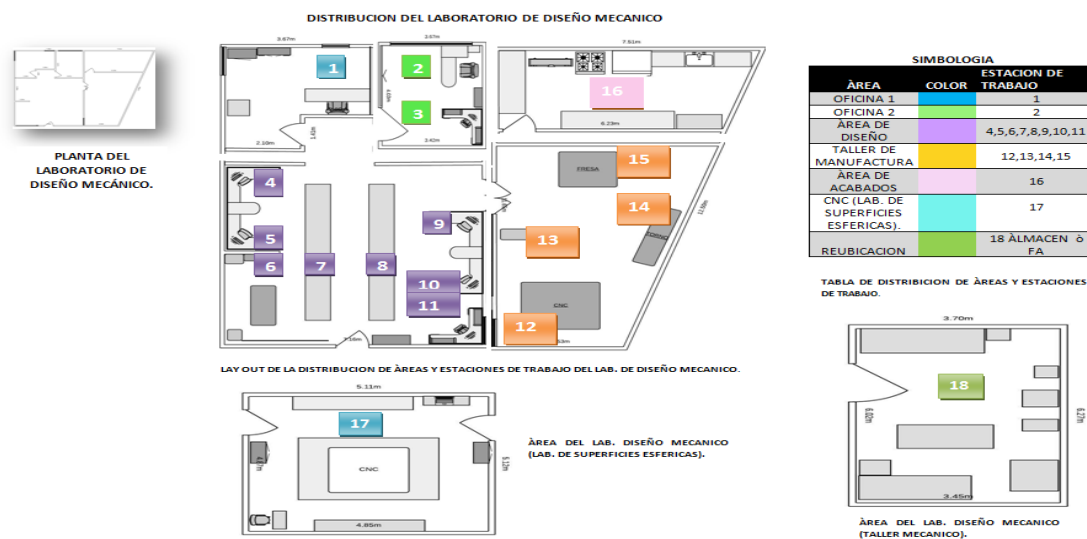 DISTRIBUCION DEL LABORATORIO DE DISEÑO MECANICO
PLANTA DEL
LABORATORIO DE
DISEÑO MECÁNICO.
3.67m
7.51m
1
2
3
16
2.10m
3.42m
6.23m
4
5
6
7
8
9
10
11
FRESA
15
14
13
CNC
12
LAY OUT DE LA DISTRIBUCION DE ÀREAS Y ESTACIONES DE TRABAJO DEL LAB. DE DISEÑO MECANICO.
5.11m
17
CNC
4.85m
ÀREA DEL LAB. DISEÑO MECANICO
(LAB. DE SUPERFICIES ESFERICAS).
SIMBOLOGIA
ÀREA COLOR ESTACION DE TRABAJO
OFICINA 1 1
OFICINA 2 2
ÀREA DE DISEÑO 4,5,6,7,8,9,10,11
TALLER DE MANUFACTURA 12,13,14,15
ÀREA DE ACABADOS 16
CNC (LAB. DE SUPERFICIES ESFERICAS). 17
REUBICACION 18 ÀLMACEN ò FA
TABLA DE DISTRIBICION DE ÀREAS Y ESTACIONES
DE TRABAJO.
3.70m
18
6.02m
6.27m
3.45m
ÀREA DEL LAB. DISEÑO MECANICO
(TALLER MECANICO).